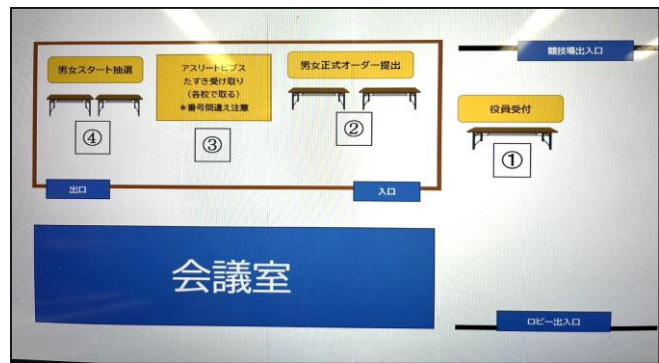 競技場出入口
男女スタート抽選
アスリートビブス
たすき受け取り
（各校で取る）
＊番号間違え注意
男女正式オーダー提出
役員受付
④
③
②
①
出口
入口
会議室
ロビー出入口